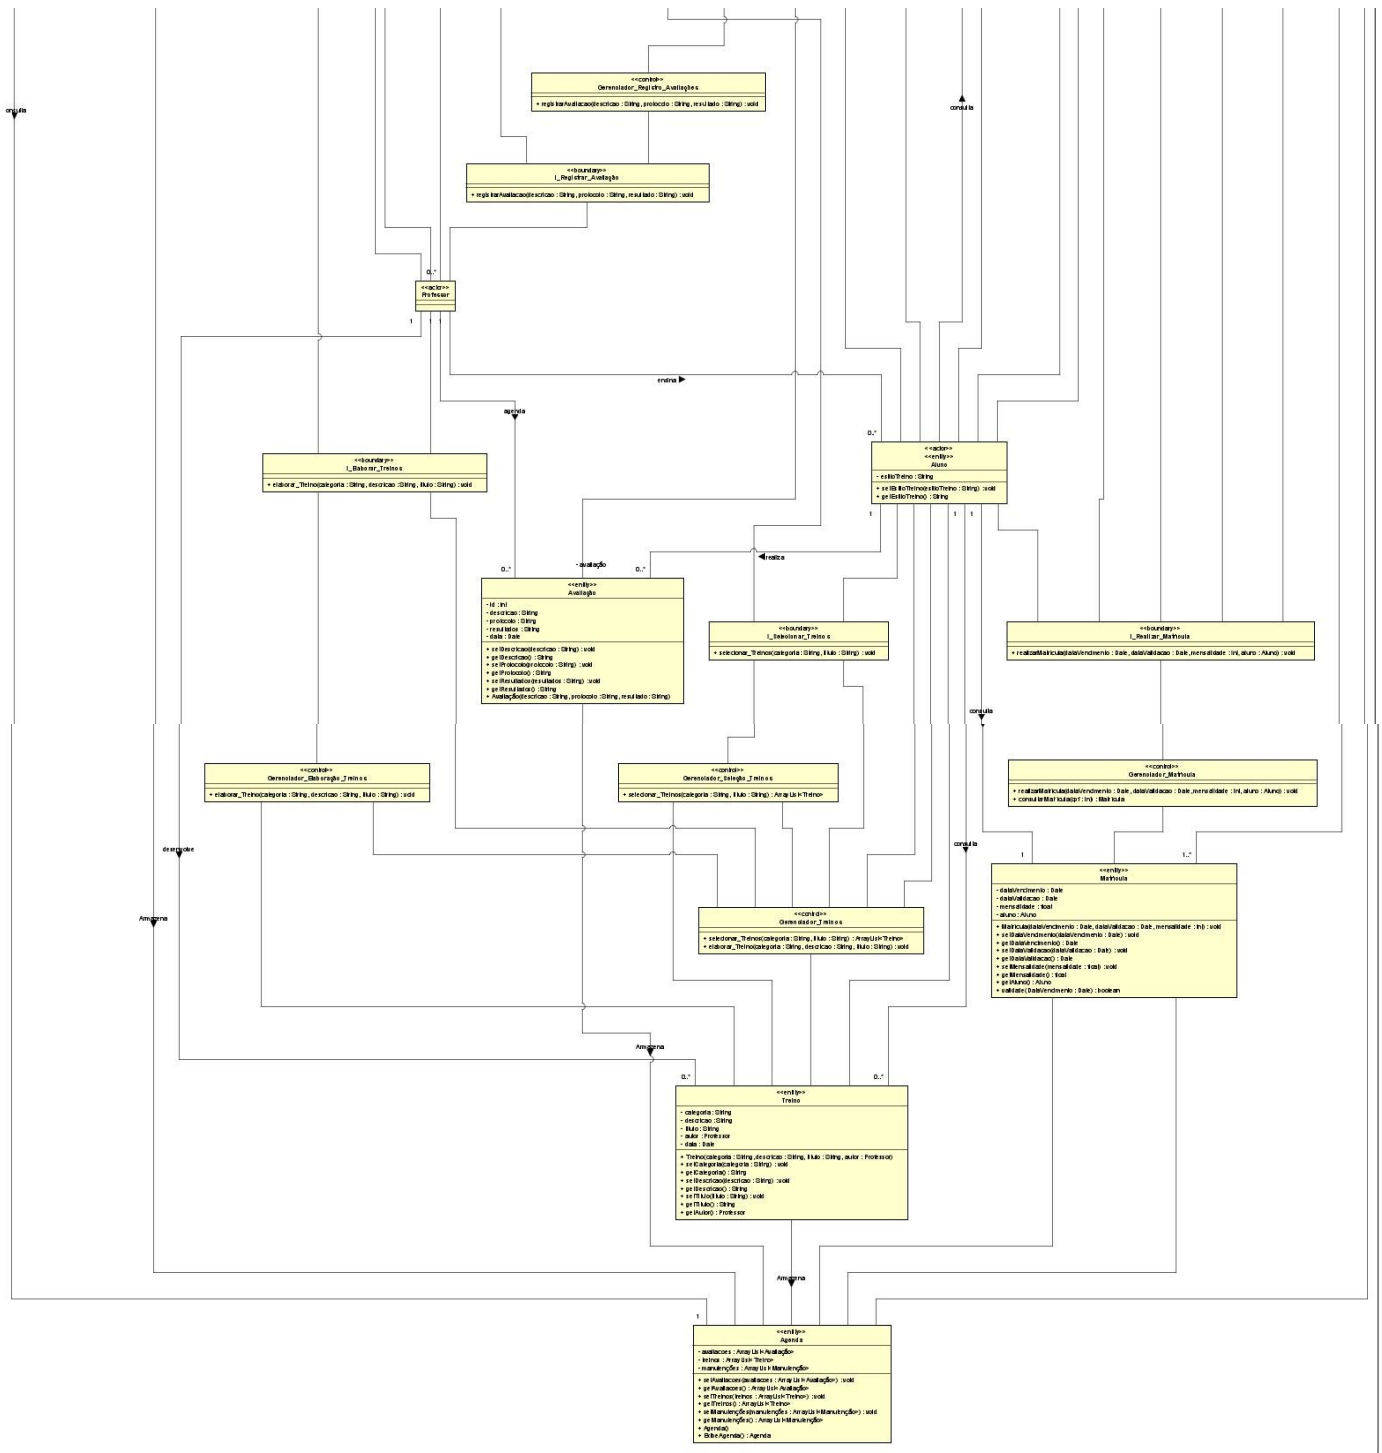 <<control>>
Gerenciador_Registro_Avaliações
+ registrarAvaliacao(descricao : String, protocolo : String, resultado : String) : void
consulta
<<boundary>>
I_Registrar_Avaliação
+ registrarAvaliacao(descricao : String, protocolo : String, resultado : String) : void
0..*
<<actor>>
Professor
1
1
1
ensina
agenda
0..*
<<actor>>
<<entity>>
Aluno
- estiloTreino : String
+ setEstiloTreino(estiloTreino : String) : void
+ getEstiloTreino() : String
<<boundary>>
I_Elaborar_Treinos
+ elaborar_Treino(categoria : String, descricao : String, titulo : String) : void
1
1
1
realiza
0..*
- avaliação
0..*
<<entity>>
Avaliação
- id : int
- descricao : String
- protocolo : String
- resultados : String
- data : Date
+ setDescricao(descricao : String) : void
+ getDescricao() : String
+ setProtocolo(protocolo : String) : void
+ getProtocolo() : String
+ setResultados(resultados : String) : void
+ getResultados() : String
+ Avaliação(descricao : String, protocolo : String, resultado : String)
<<boundary>>
I_Selecionar_Treinos
+ selecionar_Treinos(categoria : String, titulo : String) : void
<<boundary>>
I_Realizar_Matrícula
+ realizarMatricula(dataVencimento : Date, dataValidacao : Date, mensalidade : int, aluno : Aluno) : void
consulta
<<control>>
Gerenciador_Elaboração_Treinos
+ elaborar_Treino(categoria : String, descricao : String, titulo : String) : void
<<control>>
Gerenciador_Seleção_Treinos
+ selecionar_Treinos(categoria : String, titulo : String) : ArrayList<Treino>
<<control>>
Gerenciador_Matrícula
+ realizarMatricula(dataVencimento : Date, dataValidacao : Date, mensalidade : int, aluno : Aluno) : void
+ consultarMatricula(cpf : int) : Matricula
desenvolve
consulta
1
1..*
<<entity>>
Matrícula
- dataVencimento : Date
- dataValidacao : Date
- mensalidade : float
- aluno : Aluno
+ Matricula(dataVencimento : Date, dataValidacao : Date, mensalidade : int) : void
+ setDataVencimento(dataVencimento : Date) : void
+ getDataVencimento() : Date
+ setDataValidacao(dataValidacao : Date) : void
+ getDataValidacao() : Date
+ setMensalidade(mensalidade : float) : void
+ getMensalidade() : float
+ getAluno() : Aluno
+ validade(DataVencimento : Date) : boolean
Armazena
<<control>>
Gerenciador_Treinos
+ selecionar_Treinos(categoria : String, titulo : String) : ArrayList<Treino>
+ elaborar_Treino(categoria : String, descricao : String, titulo : String) : void
Armazena
0..*
0..*
<<entity>>
Treino
- categoria : String
- descricao : String
- titulo : String
- autor : Professor
- data : Date
+ Treino(categoria : String, descricao : String, titulo : String, autor : Professor)
+ setCategoria(categoria : String) : void
+ getCategoria() : String
+ setDescricao(descricao : String) : void
+ getDescricao() : String
+ setTitulo(titulo : String) : void
+ getTitulo() : String
+ getAutor() : Professor
Armazena
1
<<entity>>
Agenda
- avaliacoes : ArrayList<Avaliação>
- treinos : ArrayList<Treino>
- manutenções : ArrayList<Manutenção>
+ setAvaliacoes(avaliacoes : ArrayList<Avaliação>) : void
+ getAvaliacoes() : ArrayList<Avaliação>
+ setTreinos(treinos : ArrayList<Treino>) : void
+ getTreinos() : ArrayList<Treino>
+ setManutenções(manutenções : ArrayList<Manutenção>) : void
+ getManutenções() : ArrayList<Manutenção>
+ Agenda()
+ ExibeAgenda() : Agenda